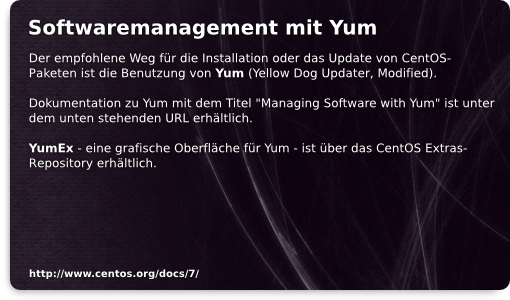 Softwaremanagement mit Yum
Der empfohlene Weg für die Installation oder das Update von CentOS-
Paketen ist die Benutzung von Yum (Yellow Dog Updater, Modified).
Dokumentation zu Yum mit dem Titel "Managing Software with Yum" ist unter
dem unten stehenden URL erhältlich.
YumEx - eine grafische Oberfläche für Yum - ist über das CentOS Extras-
Repository erhältlich.
http://www.centos.org/docs/7/